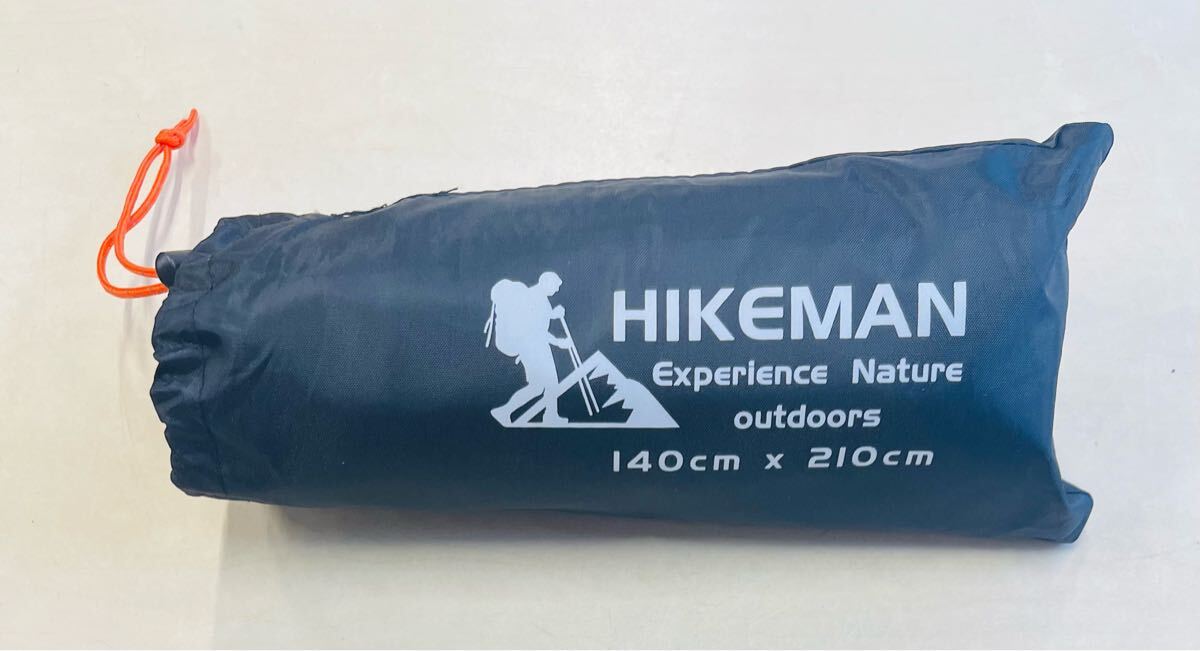 HIKEMAN
Experience Nature
outdoors
140cm x 210cm